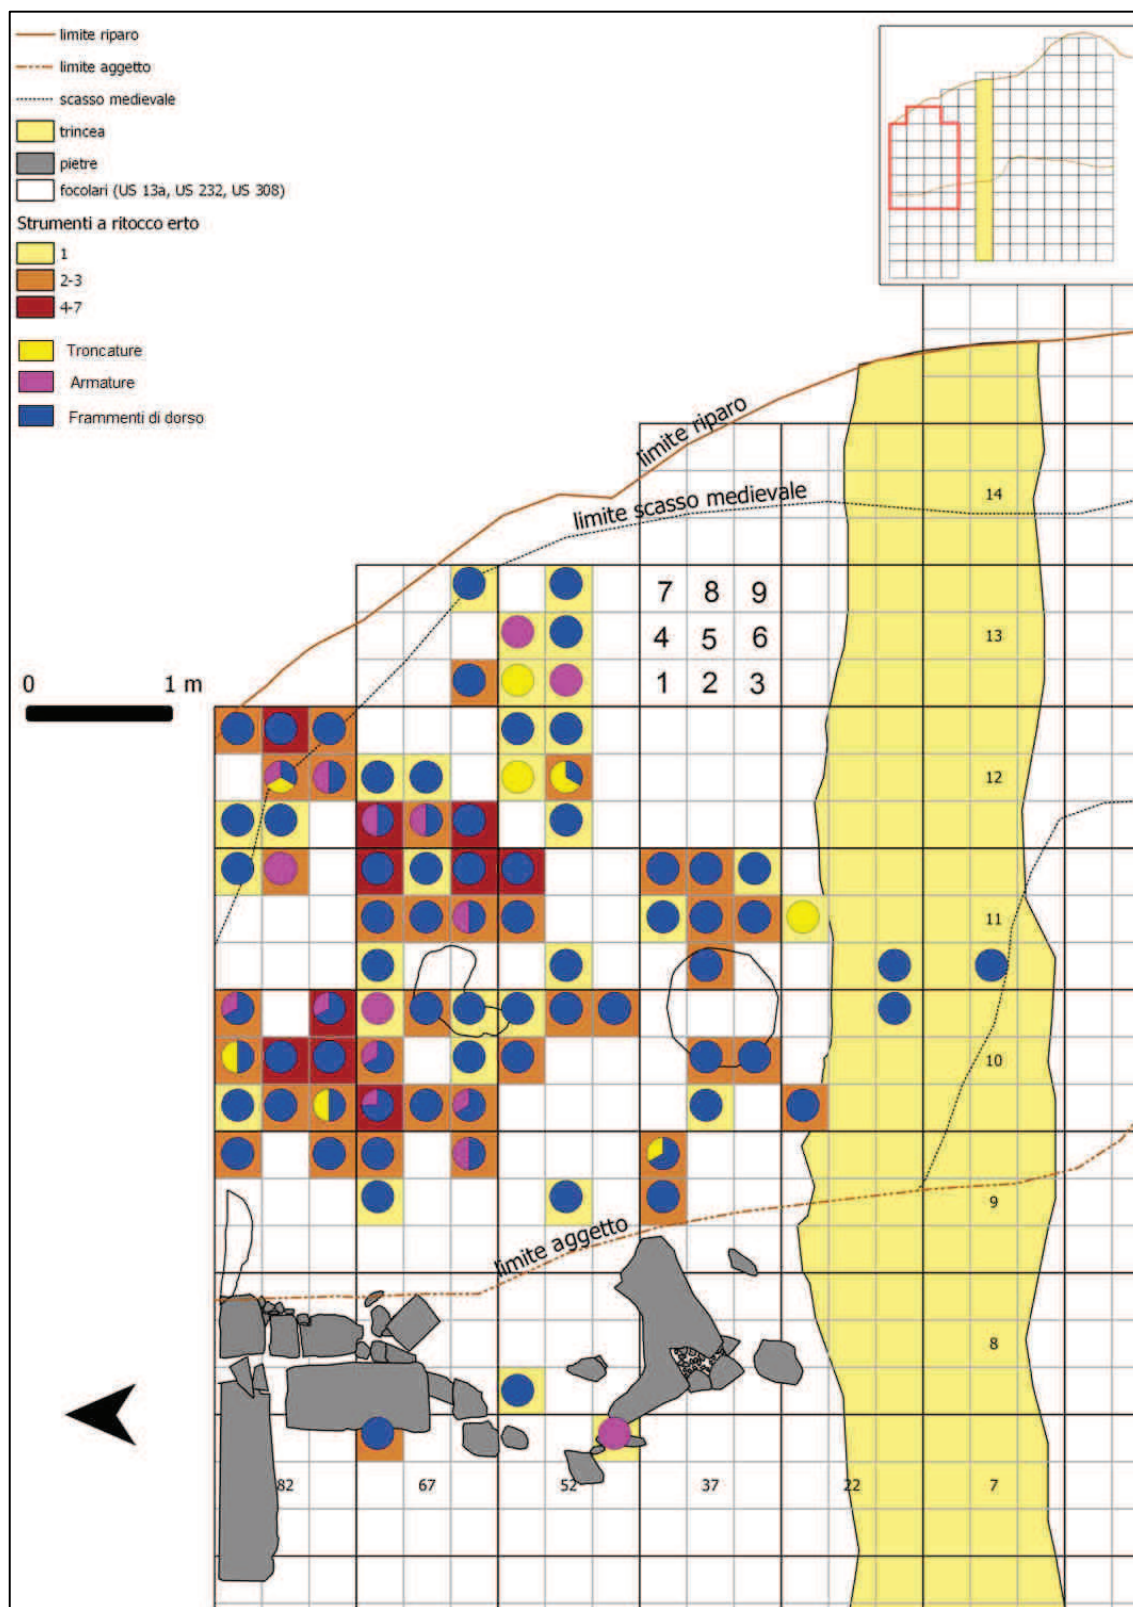 limite riparo
limite aggetto
scasso medievale
trincea
pietre
focolari (US 13a, US 232, US 308)
Strumenti a ritocco erto
1
2-3
4-7
Troncature
Armature
Frammenti di dorso
limite riparo
limite scasso medievale
14
7 8 9
4 5 6
1 2 3
13
0 1 m
12
11
10
9
limite aggetto
8
82 67 52 37 22 7